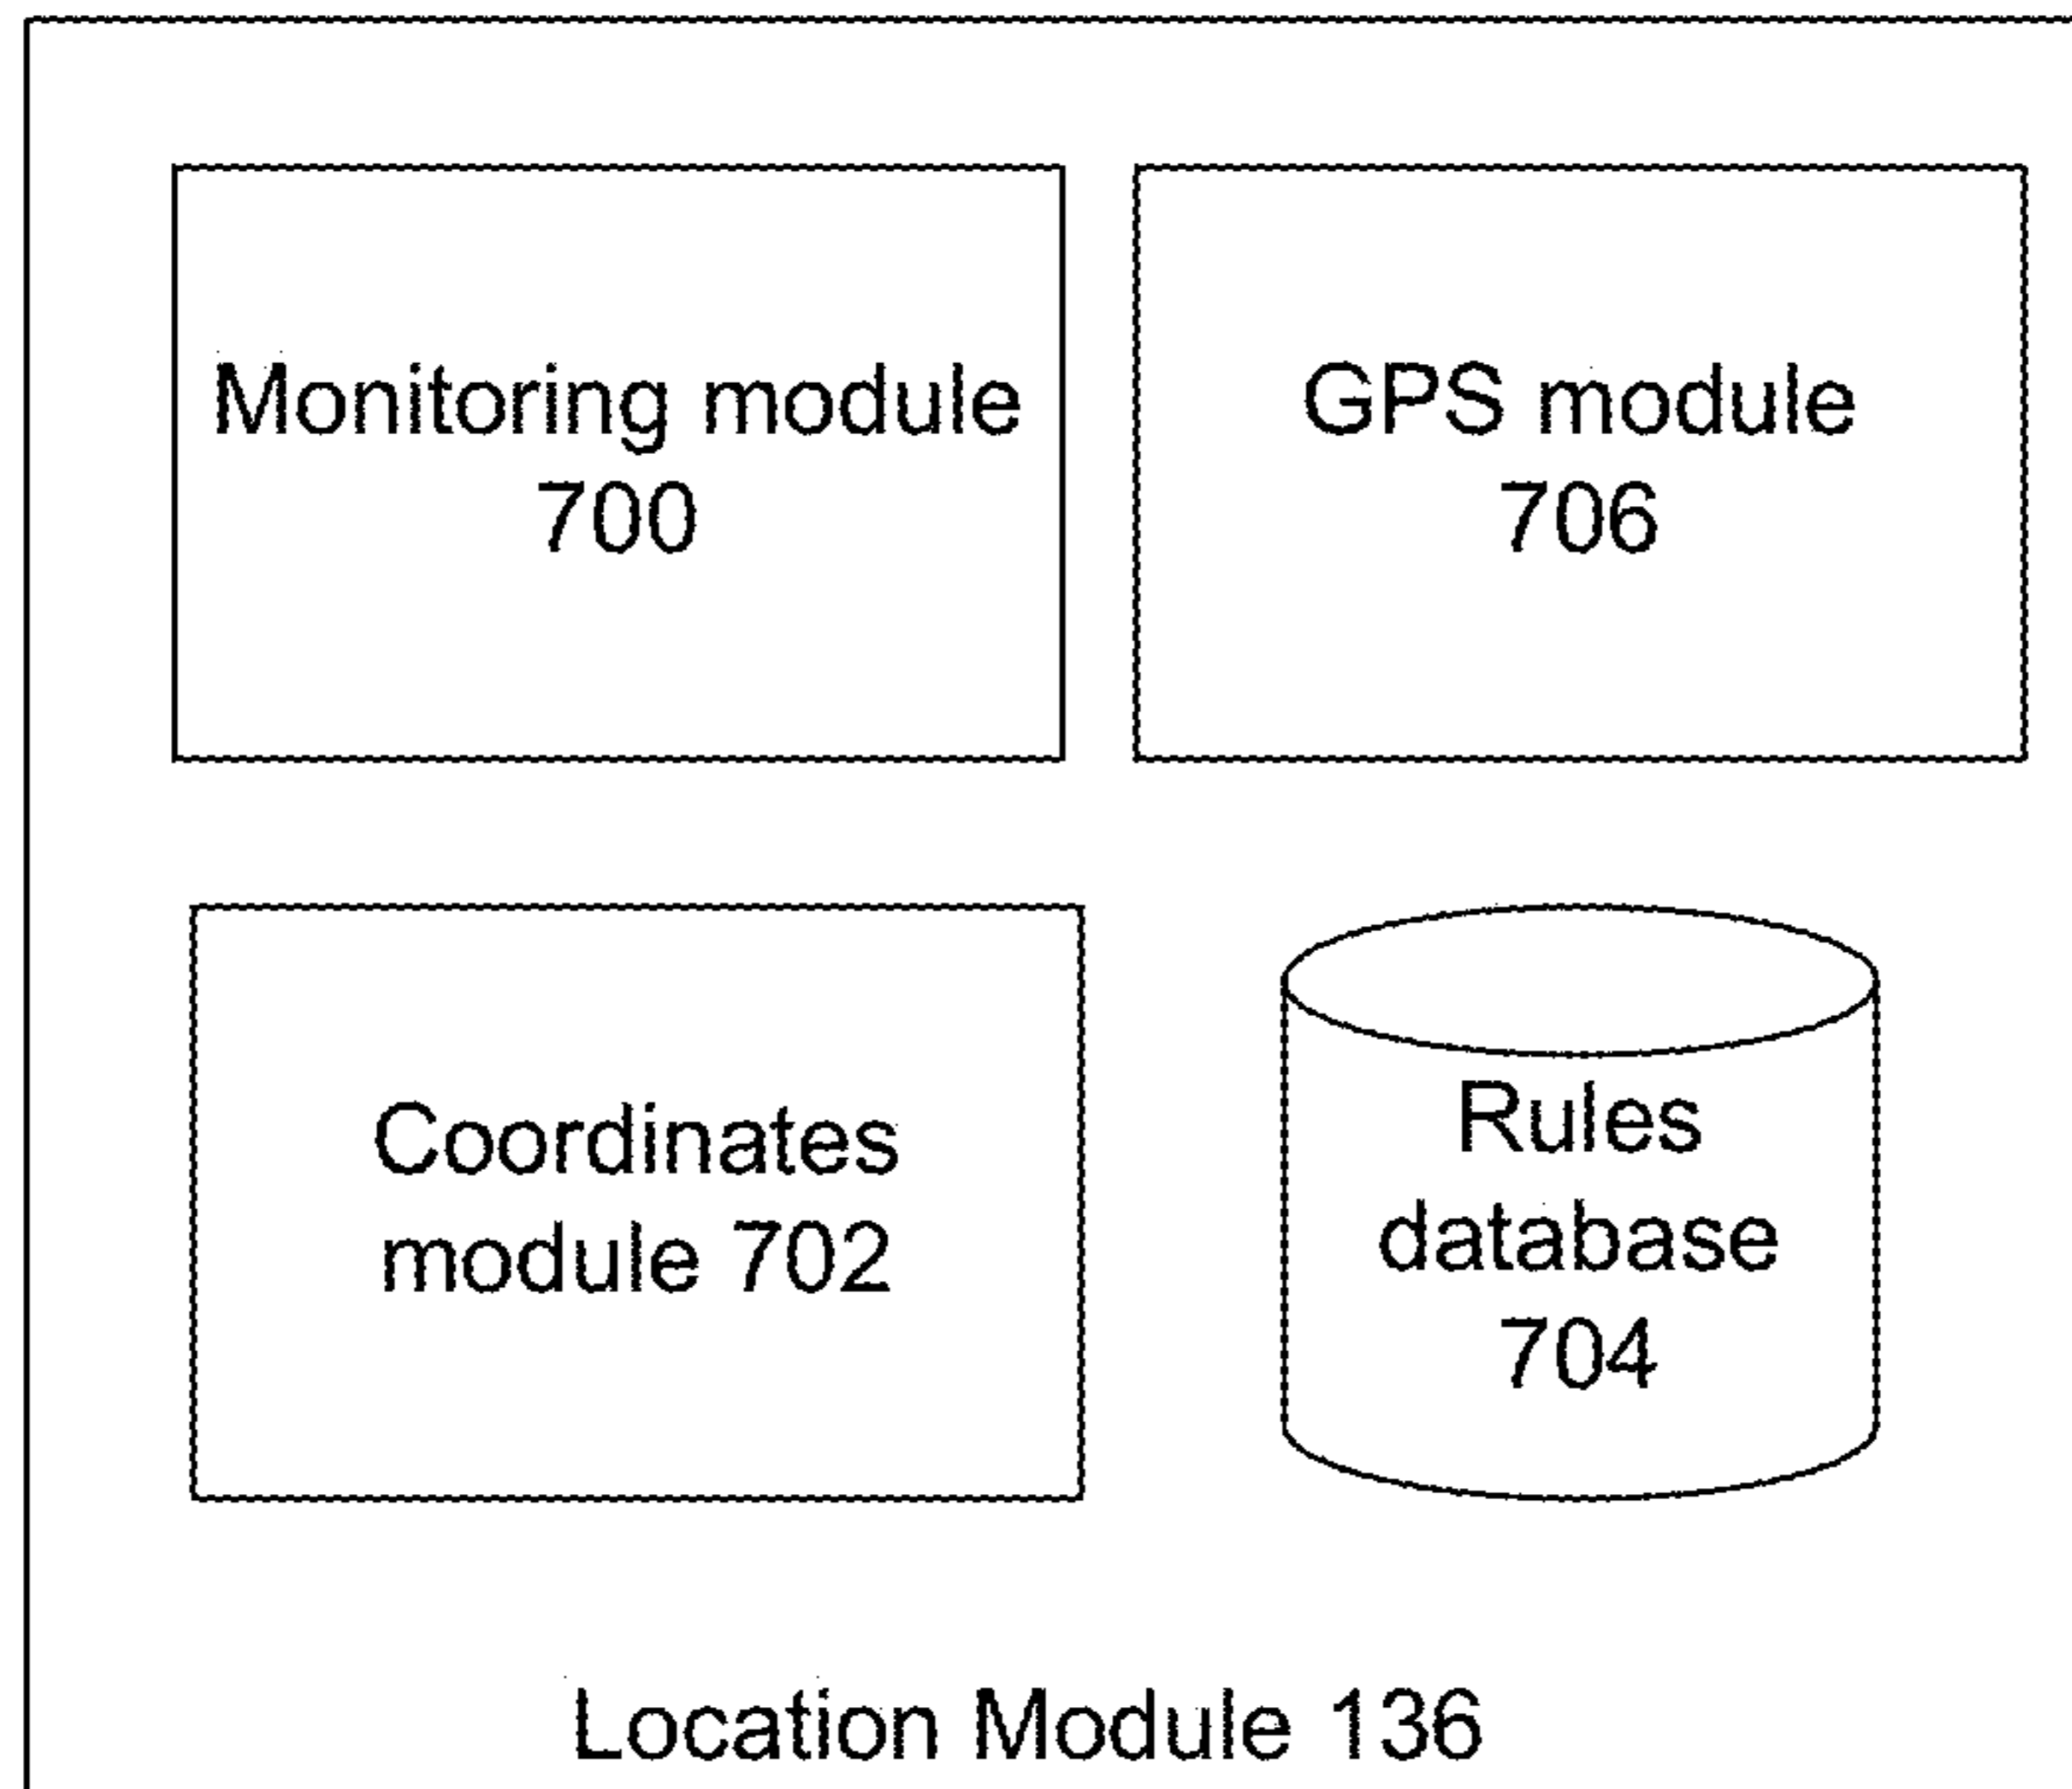 Monitoring module
700
GPS module
706
Coordinates
module 702
Rules
database
704
Location Module 136